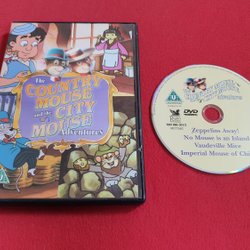 The
COUNTRY
MOUSE
and the
CITY
MOUSE
Adventures
U
DVD
Zeppelins Away!
No Mouse is an Island
Vaudeville Mice
Imperial Mouse of Chi